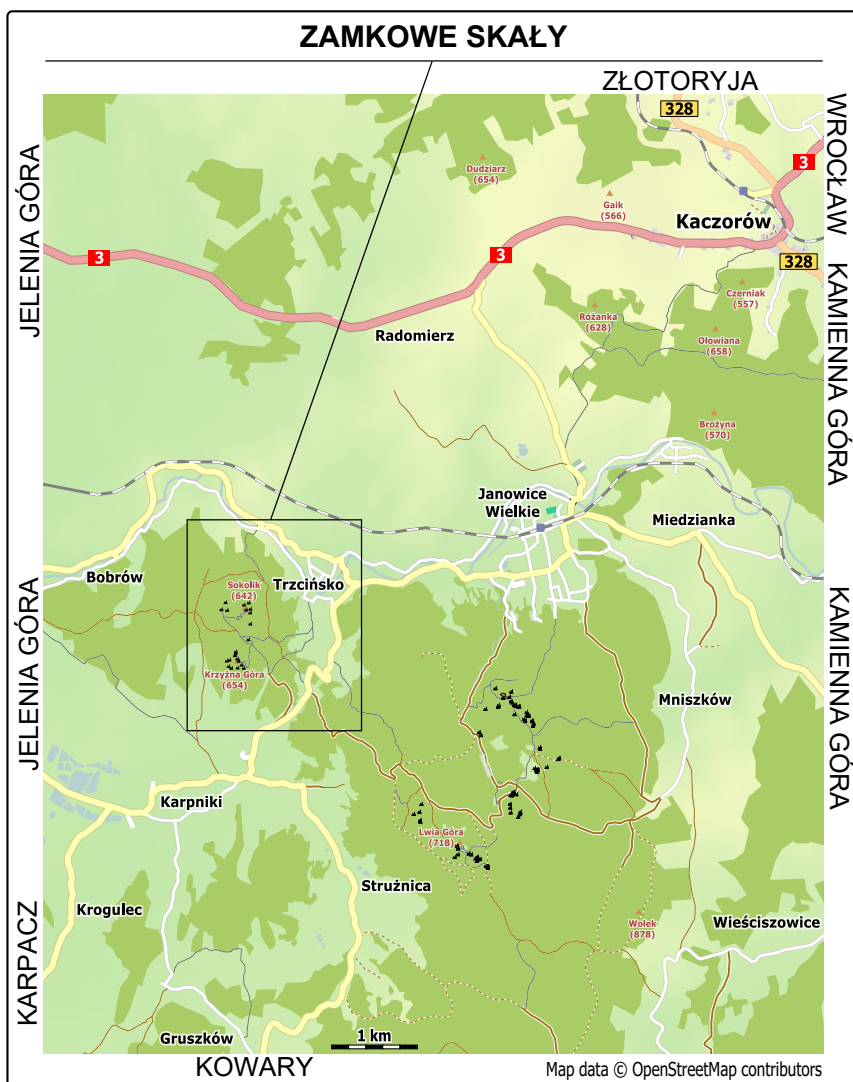 ZAMKOWE SKAŁY
ZŁOTORYJA
328
WROCŁAW
JELENIA GÓRA
3
Dudziarz
(654)
Gaik
(566)
Kaczorów
3
3
328
KAMIENNA GÓRA
Czerniak
(557)
Różanka
(628)
Ołowiana
(658)
Radomierz
Brożyna
(570)
Janowice
Wielkie
Miedzianka
Bobrów
Trzcińsko
Sokolik
(642)
JELENIA GÓRA
KAMIENNA GÓRA
Krzyżna Góra
(654)
Mniszków
Karpniki
Lwia Góra
(718)
Strużnica
KARPACZ
Krogulec
Wołek
(878)
Wieściszowice
Gruszków
1 km
KOWARY
Map data © OpenStreetMap contributors